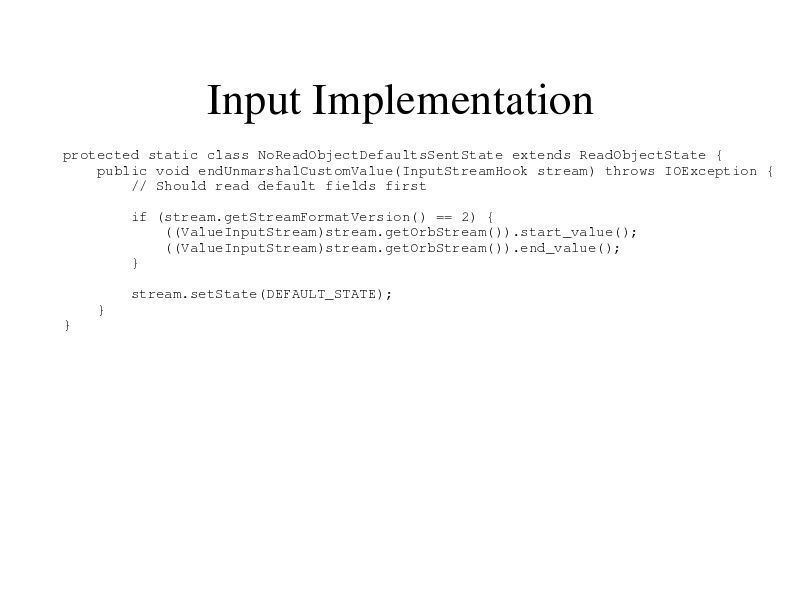 Input Implementation
protected static class NoReadObjectDefaultsSentState extends ReadObjectState {
    public void endUnmarshalCustomValue(InputStreamHook stream) throws IOException {
        // Should read default fields first

        if (stream.getStreamFormatVersion() == 2) {
            ((ValueInputStream)stream.getOrbStream()).start_value();
            ((ValueInputStream)stream.getOrbStream()).end_value();
        }

        stream.setState(DEFAULT_STATE);
    }
}